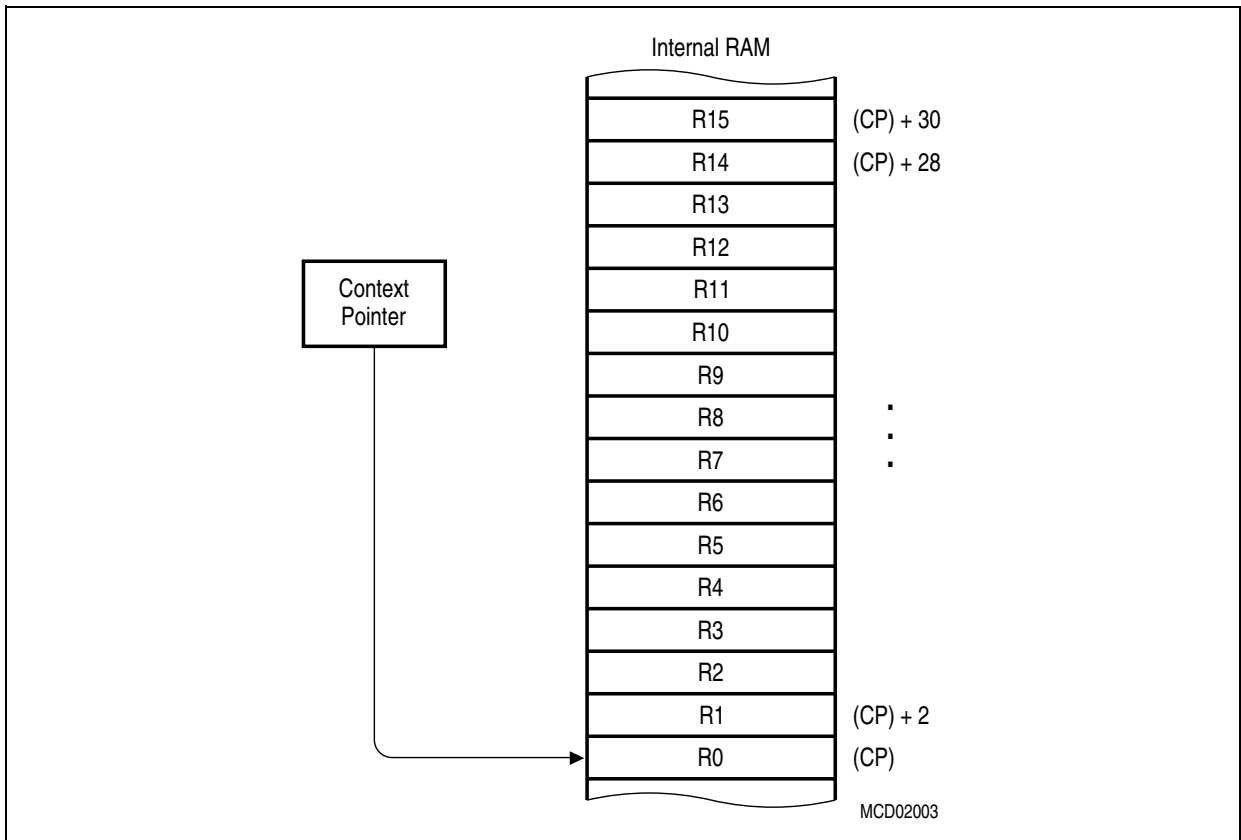 Internal RAM
R15 (CP) + 30
R14 (CP) + 28
R13
R12
Context
Pointer
R11
R10
R9
R8
R7
.
.
.
R6
R5
R4
R3
R2
R1 (CP) + 2
R0 (CP)
MCD02003